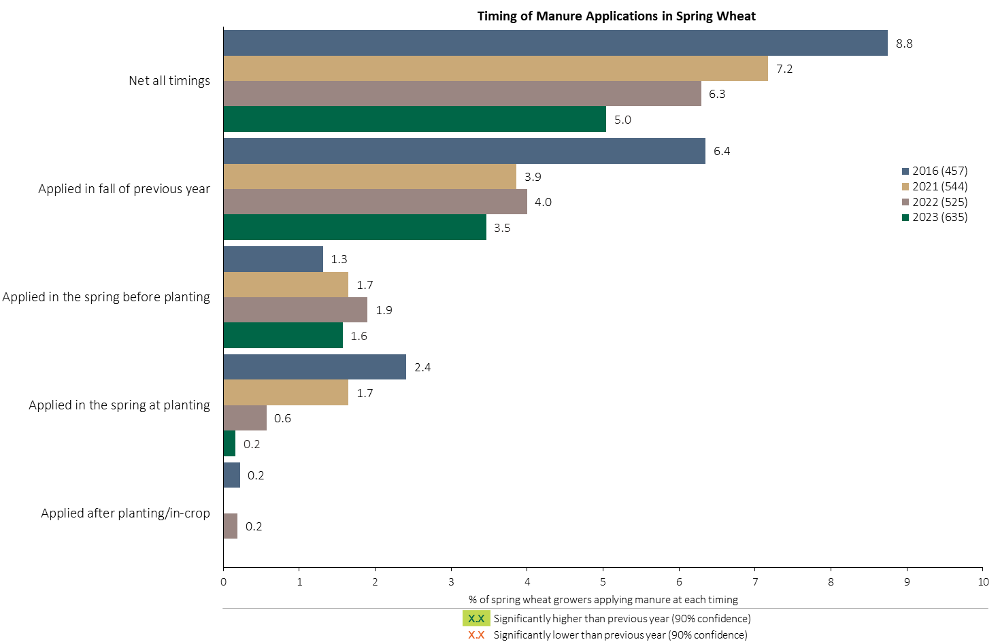 Timing of Manure Applications in Spring Wheat
Net all timings
8.8
7.2
6.3
5.0
Applied in fall of previous year
6.4
3.9
4.0
3.5
Applied in the spring before planting
1.3
1.7
1.9
1.6
Applied in the spring at planting
2.4
1.7
0.6
0.2
Applied after planting/in-crop
0.2
0.2
2016 (457)
2021 (544)
2022 (525)
2023 (635)
0 1 2 3 4 5 6 7 8 9 10
% of spring wheat growers applying manure at each timing
X.X Significantly higher than previous year (90% confidence)
X.X Significantly lower than previous year (90% confidence)